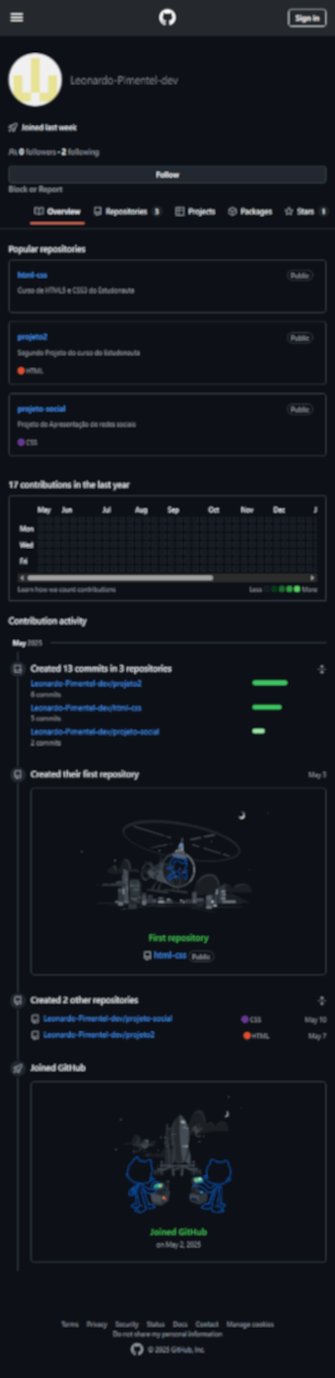 Sign in
Leonardo-Pimentel-dev
Joined last week
0 followers · 2 following
Follow
Block or Report
Overview Repositories 3 Projects Packages Stars 1
Popular repositories
html-css Public
Curso de HTML5 e CSS3 do Estudonauta
projeto2 Public
Segundo Projeto do curso do Estudonauta
HTML
projeto-social Public
Projeto de Apresentação de redes sociais
CSS
17 contributions in the last year
May Jun Jul Aug Sep Oct Nov Dec J
Mon
Wed
Fri
Learn how we count contributions Less More
Contribution activity
May 2025
Created 13 commits in 3 repositories
Leonardo-Pimentel-dev/projeto2
6 commits
Leonardo-Pimentel-dev/html-css
5 commits
Leonardo-Pimentel-dev/projeto-social
2 commits
Created their first repository May 3
First repository
html-css Public
Created 2 other repositories
Leonardo-Pimentel-dev/projeto-social CSS May 10
Leonardo-Pimentel-dev/projeto2 HTML May 7
Joined GitHub
Joined GitHub
on May 2, 2025
Terms Privacy Security Status Docs Contact Manage cookies
Do not share my personal information
© 2025 GitHub, Inc.